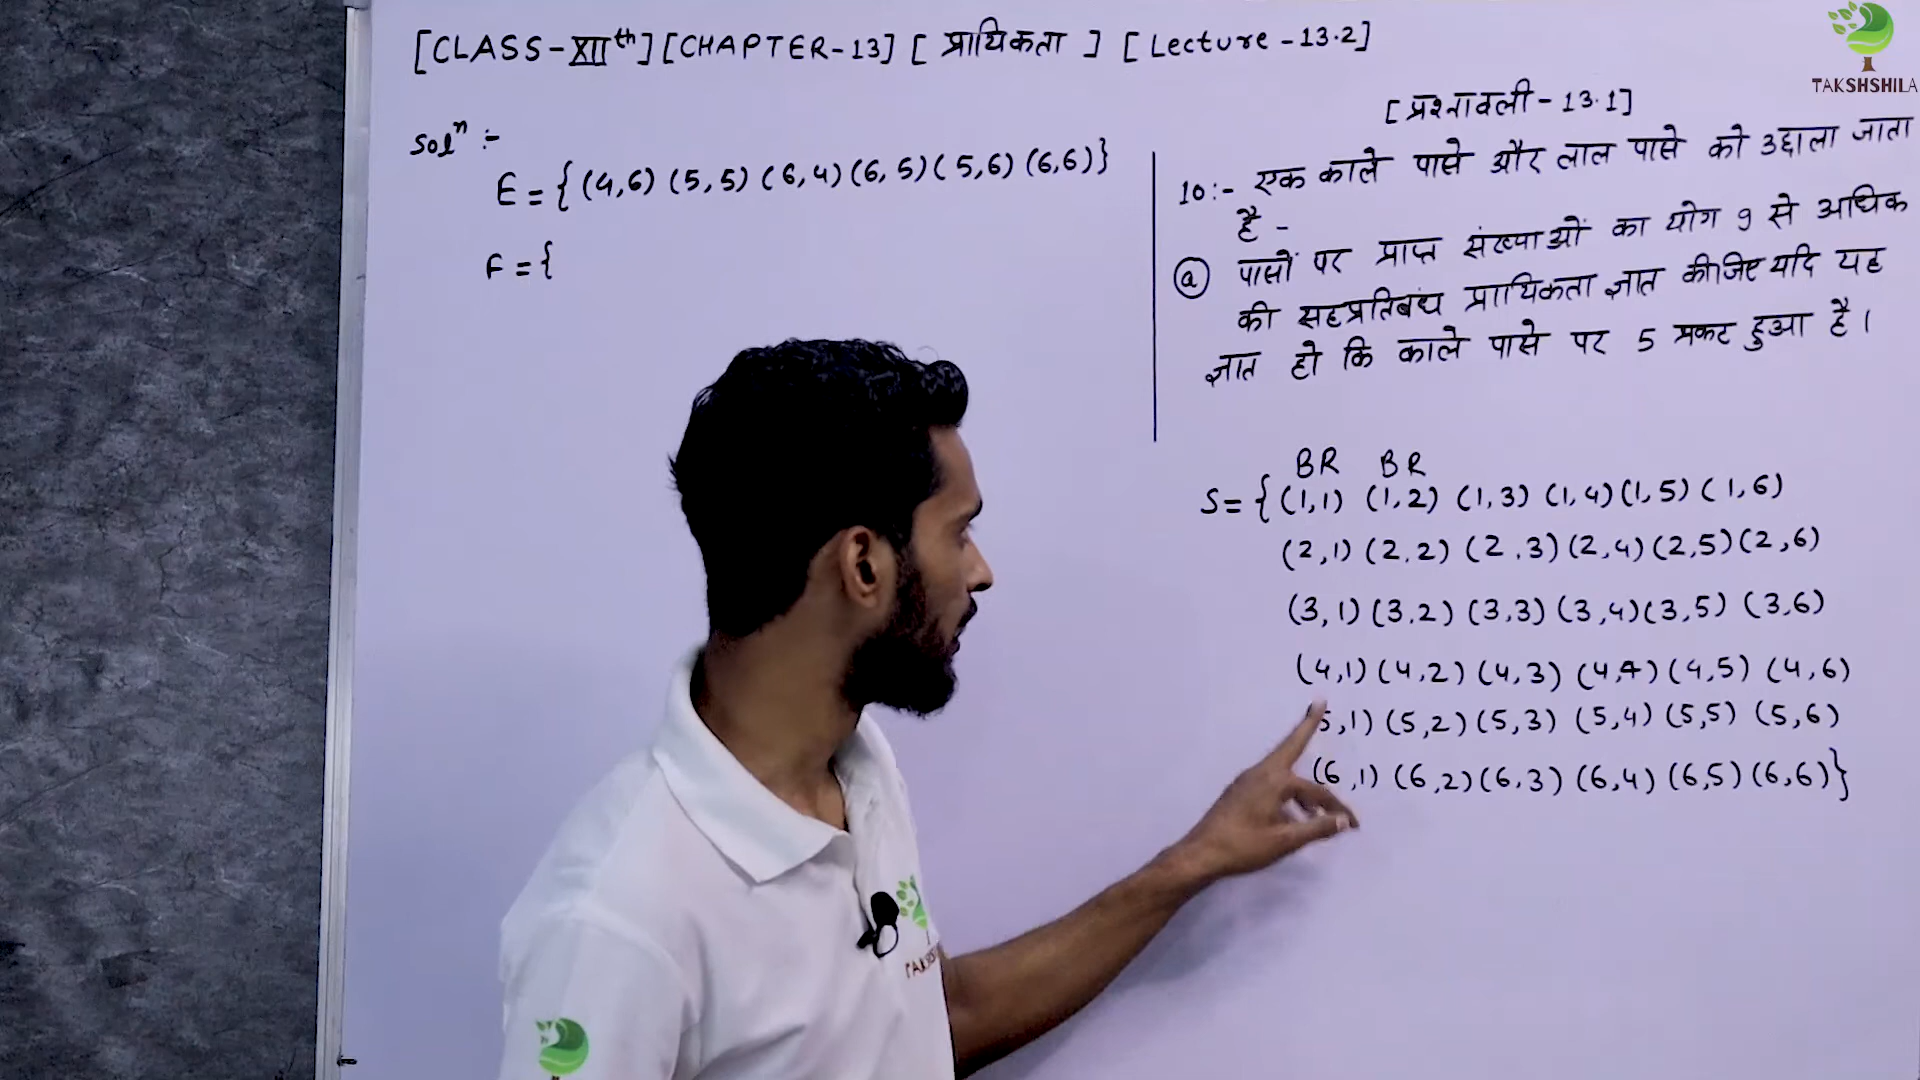 [CLASS-XIIth] [CHAPTER-13] [ प्रायिकता ] [ Lecture -13.2]
TAKSHSHILA
[प्रश्नावली - 13.1]
Solⁿ :-
E = { (4,6) (5,5) (6,4) (6,5) (5,6) (6,6)}
F = {
10:- एक काले पासे और लाल पासे को उछाला जाता
है -
(a) पासों पर प्राप्त संख्याओं का योग 9 से अधिक
की सहप्रतिबंध प्रायिकता ज्ञात कीजिए यदि यह
ज्ञात हो कि काले पासे पर 5 प्रकट हुआ है।
BR BR
S = { (1,1) (1,2) (1,3) (1,4) (1,5) (1,6)
(2,1) (2,2) (2,3) (2,4) (2,5) (2,6)
(3,1) (3,2) (3,3) (3,4) (3,5) (3,6)
(4,1) (4,2) (4,3) (4,4) (4,5) (4,6)
5,1) (5,2) (5,3) (5,4) (5,5) (5,6)
(6,1) (6,2) (6,3) (6,4) (6,5) (6,6)}